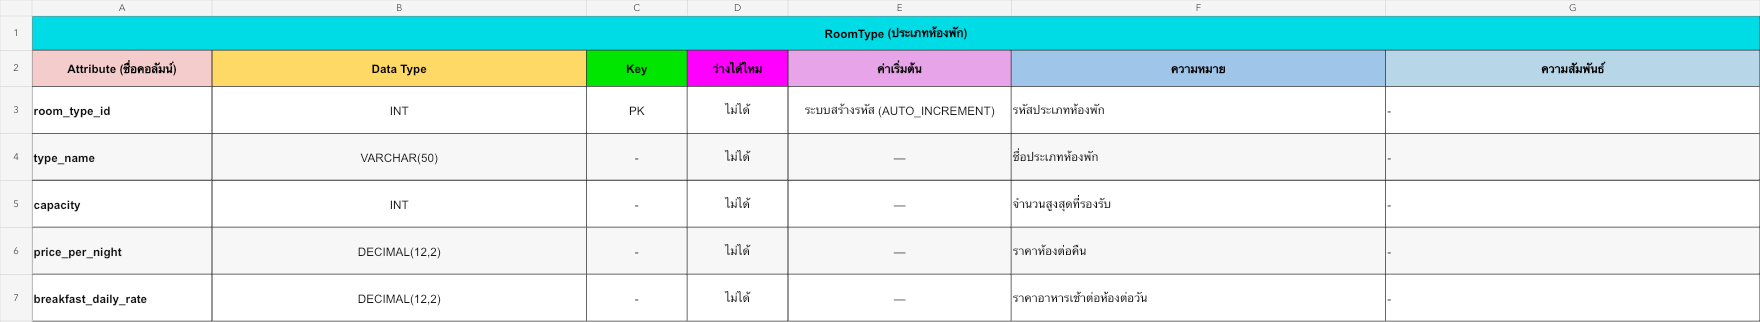 A B C D E F G
1 RoomType (ประเภทห้องพัก)
2 Attribute (ชื่อคอลัมน์) Data Type Key ว่างได้ไหม ค่าเริ่มต้น ความหมาย ความสัมพันธ์
3 room_type_id INT PK ไม่ได้ ระบบสร้างรหัส (AUTO_INCREMENT) รหัสประเภทห้องพัก -
4 type_name VARCHAR(50) - ไม่ได้ — ชื่อประเภทห้องพัก -
5 capacity INT - ไม่ได้ — จำนวนสูงสุดที่รองรับ -
6 price_per_night DECIMAL(12,2) - ไม่ได้ — ราคาห้องต่อคืน -
7 breakfast_daily_rate DECIMAL(12,2) - ไม่ได้ — ราคาอาหารเช้าต่อห้องต่อวัน -